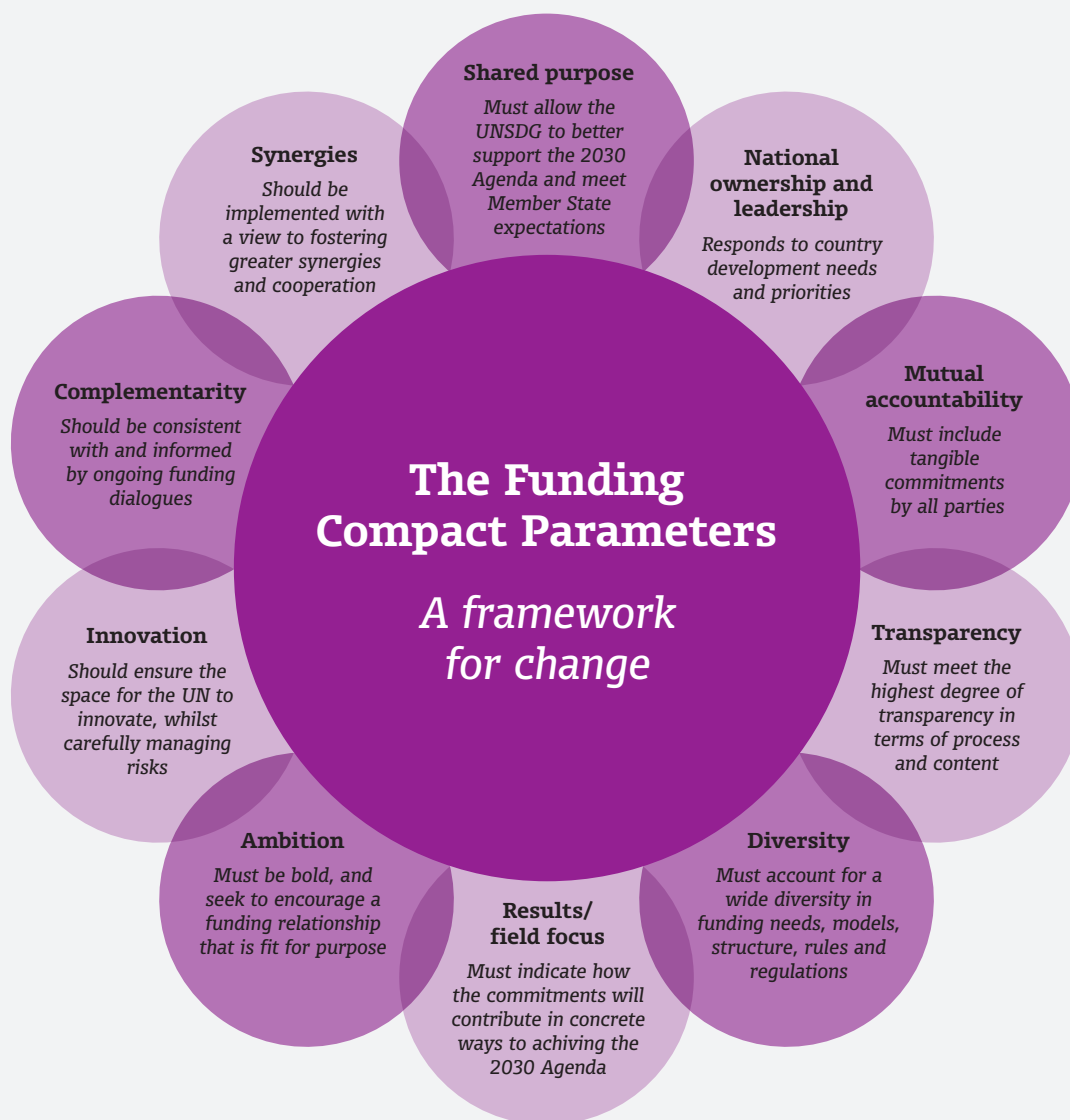 The Funding
Compact Parameters
A framework
for change
Shared purpose
Must allow the
UNSDG to better
support the 2030
Agenda and meet
Member State
expectations
National
ownership and
leadership
Responds to country
development needs
and priorities
Mutual
accountability
Must include
tangible
commitments
by all parties
Transparency
Must meet the
highest degree of
transparency in
terms of process
and content
Diversity
Must account for a
wide diversity in
funding needs, models,
structure, rules and
regulations
Results/
field focus
Must indicate how
the commitments will
contribute in concrete
ways to achiving the
2030 Agenda
Ambition
Must be bold, and
seek to encourage a
funding relationship
that is fit for purpose
Innovation
Should ensure the
space for the UN to
innovate, whilst
carefully managing
risks
Complementarity
Should be consistent
with and informed
by ongoing funding
dialogues
Synergies
Should be
implemented with
a view to fostering
greater synergies
and cooperation